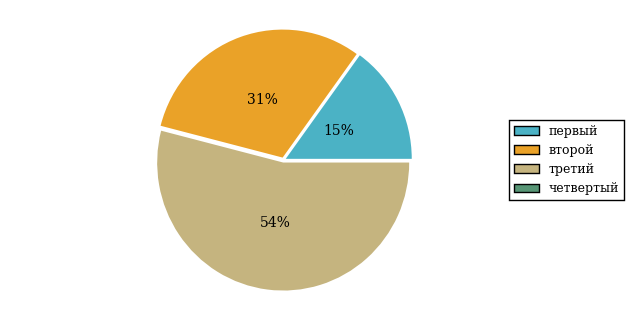 31%
15%
54%
первый
второй
третий
четвертый